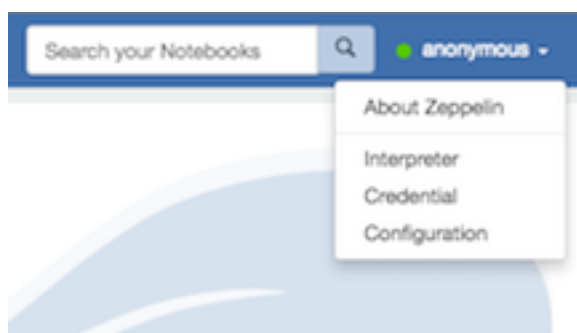 Search your Notebooks
anonymous
About Zeppelin
Interpreter
Credential
Configuration